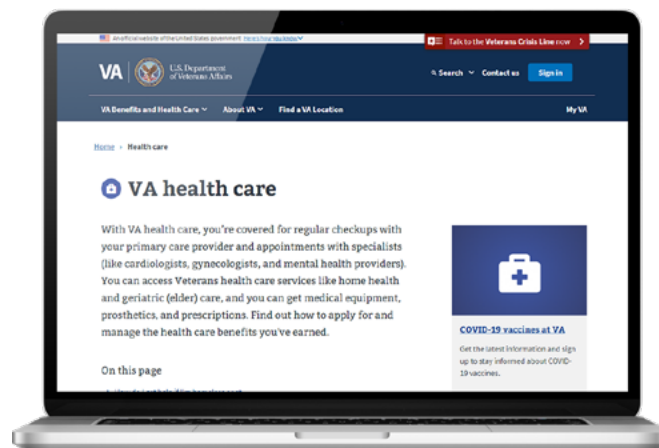 An official website of the United States government Here's how you know
Talk to the Veterans Crisis Line now
VA
U.S. Department
of Veterans Affairs
Search
Contact us
Sign in
VA Benefits and Health Care
About VA
Find a VA Location
My VA
Home › Health care
VA health care
With VA health care, you're covered for regular checkups with
your primary care provider and appointments with specialists
(like cardiologists, gynecologists, and mental health providers).
You can access Veterans health care services like home health
and geriatric (elder) care, and you can get medical equipment,
prosthetics, and prescriptions. Find out how to apply for and
manage the health care benefits you've earned.
COVID-19 vaccines at VA
Get the latest information and sign
up to stay informed about COVID-
19 vaccines.
On this page